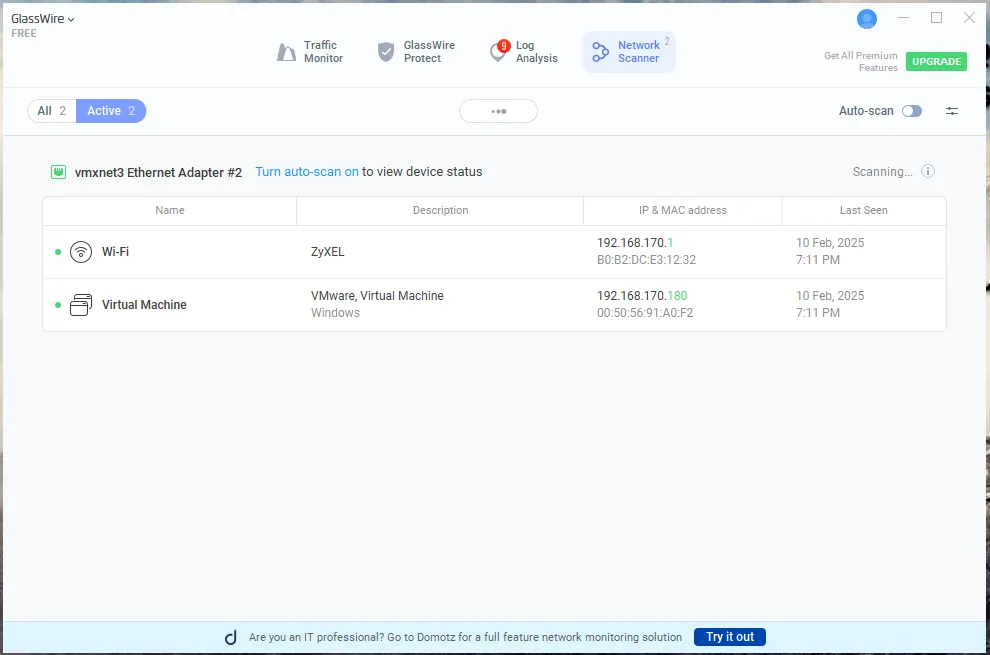 GlassWire
FREE
Traffic
Monitor
GlassWire
Protect
9
Log
Analysis
Network 2
Scanner
Get All Premium
Features
UPGRADE
All 2
Active 2
Auto-scan
vmxnet3 Ethernet Adapter #2
Turn auto-scan on to view device status
Scanning...
Name
Description
IP & MAC address
Last Seen
Wi-Fi
ZyXEL
192.168.170.1
B0:B2:DC:E3:12:32
10 Feb, 2025
7:11 PM
Virtual Machine
VMware, Virtual Machine
Windows
192.168.170.180
00:50:56:91:A0:F2
10 Feb, 2025
7:11 PM
Are you an IT professional? Go to Domotz for a full feature network monitoring solution
Try it out